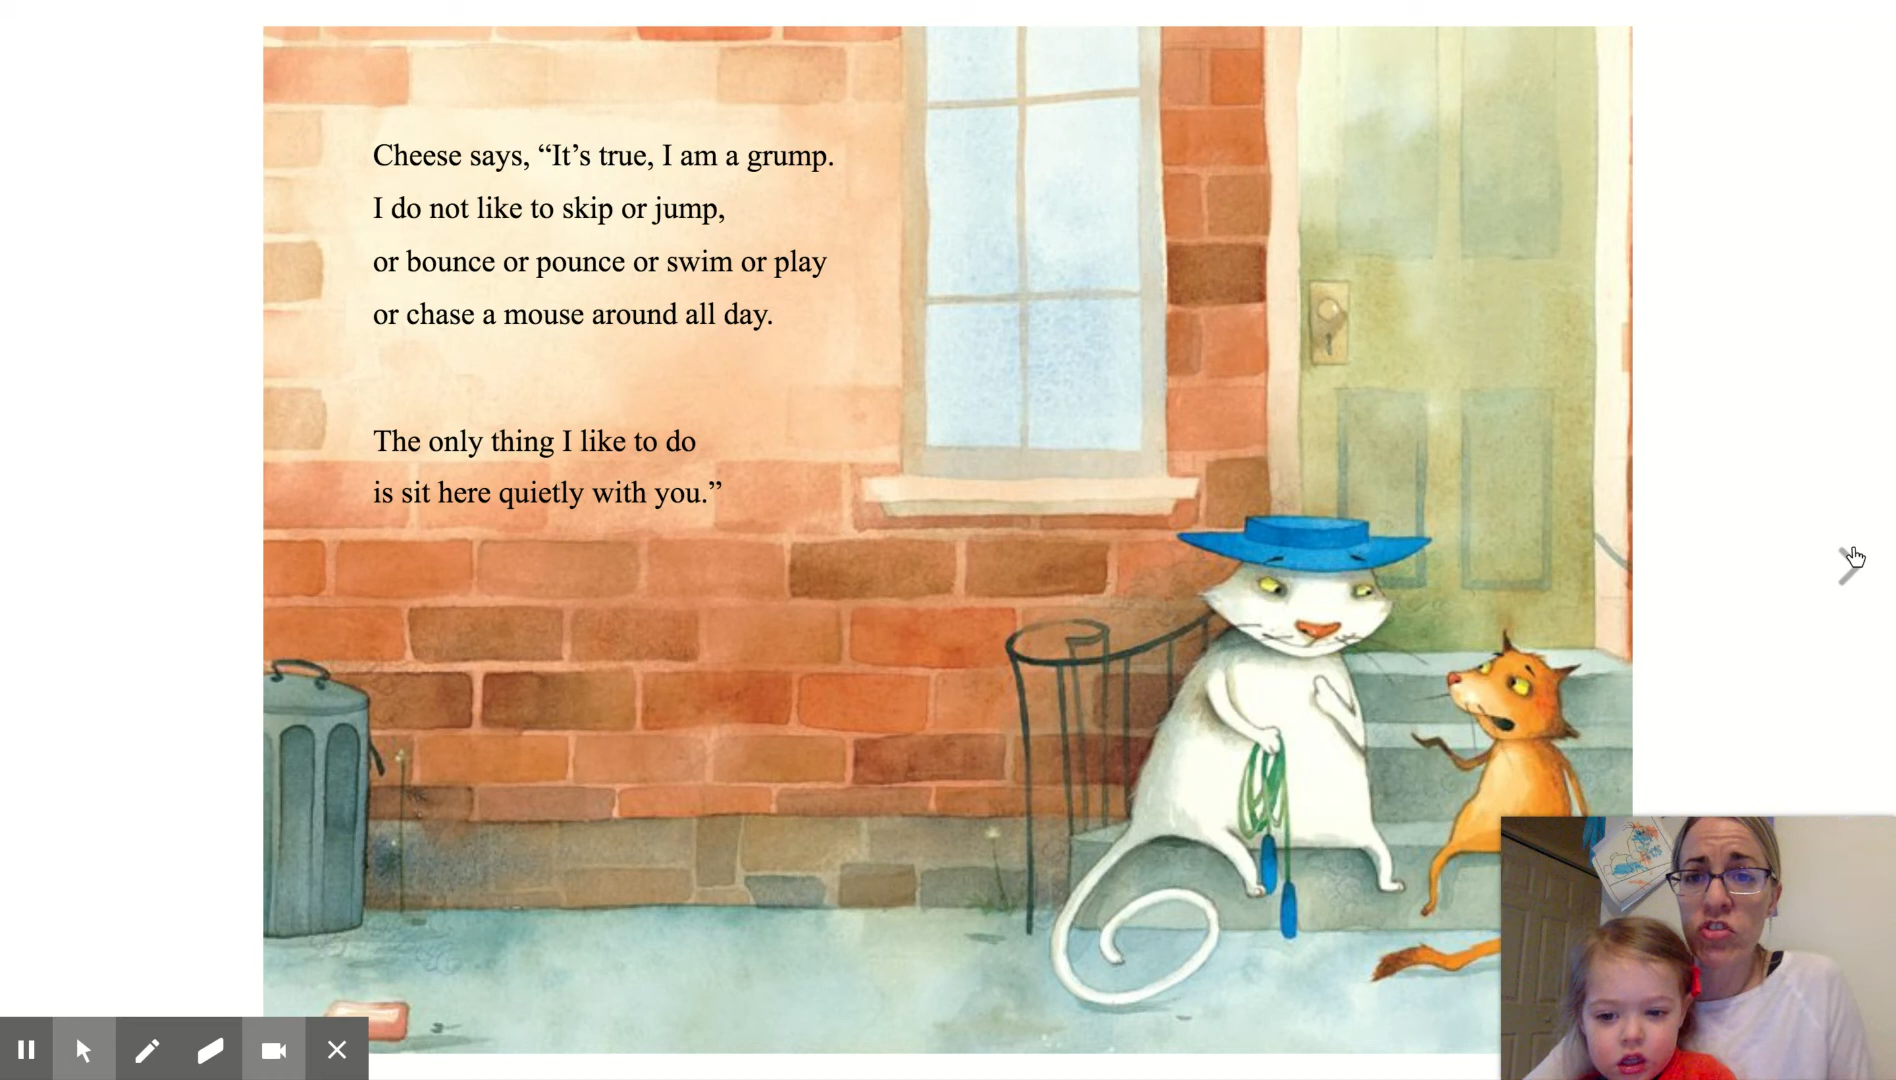 Cheese says, “It’s true, I am a grump.
I do not like to skip or jump,
or bounce or pounce or swim or play
or chase a mouse around all day.
The only thing I like to do
is sit here quietly with you.”